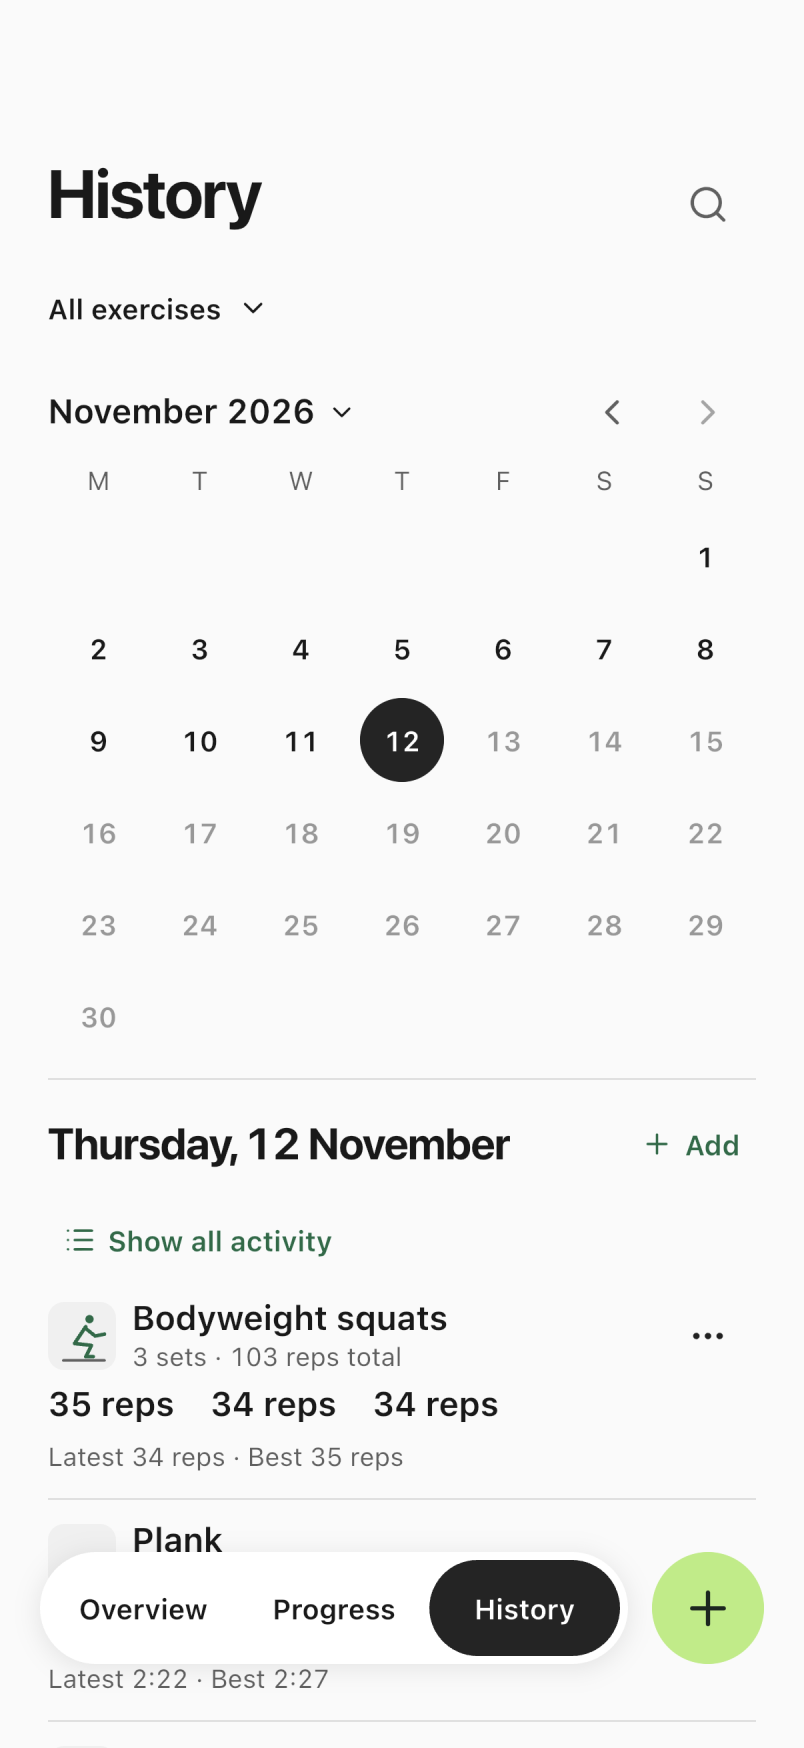 History
All exercises
November 2026
M T W T F S S
1
2 3 4 5 6 7 8
9 10 11 12 13 14 15
16 17 18 19 20 21 22
23 24 25 26 27 28 29
30
Thursday, 12 November
+ Add
Show all activity
Bodyweight squats
3 sets · 103 reps total
35 reps 34 reps 34 reps
Latest 34 reps · Best 35 reps
Plank
Overview Progress History
Latest 2:22 · Best 2:27